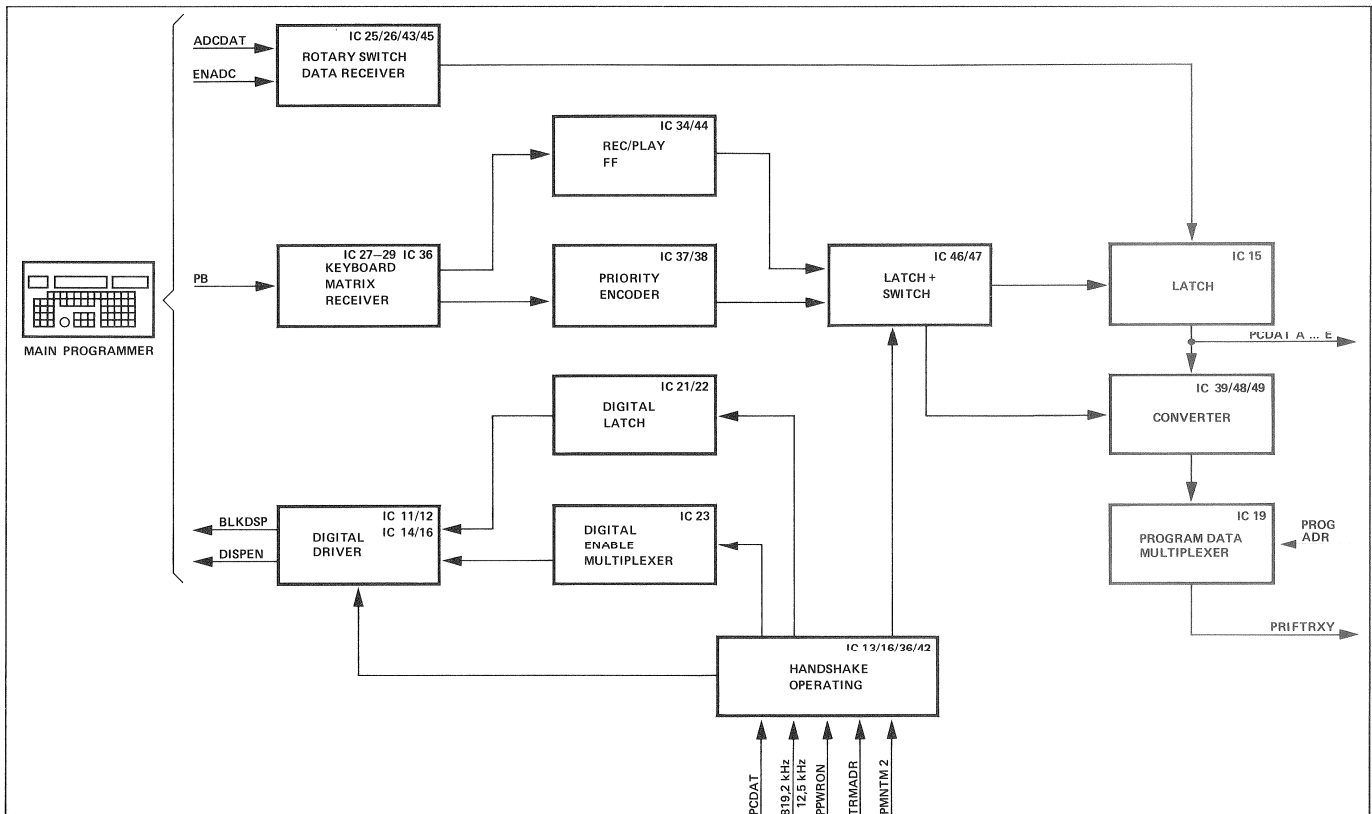 IC 25/26/43/45
ADCDAT
ROTARY SWITCH
DATA RECEIVER
ENADC
IC 34/44
REC/PLAY
FF
IC 27–29 IC 36
KEYBOARD
MATRIX
RECEIVER
PB
IC 37/38
PRIORITY
ENCODER
IC 46/47
LATCH +
SWITCH
IC 15
LATCH
MAIN PROGRAMMER
PCDAT A ... E
IC 21/22
DIGITAL
LATCH
IC 39/48/49
CONVERTER
BLKDSP
DISPEN
IC 11/12
IC 14/16
DIGITAL
DRIVER
IC 23
DIGITAL
ENABLE
MULTIPLEXER
IC 19
PROGRAM DATA
MULTIPLEXER
PROG
ADR
PRIFTRXY
IC 13/16/36/42
HANDSHAKE
OPERATING
PCDAT
819,2 kHz
12,5 kHz
PPWRON
TRMADR
PMNTM 2